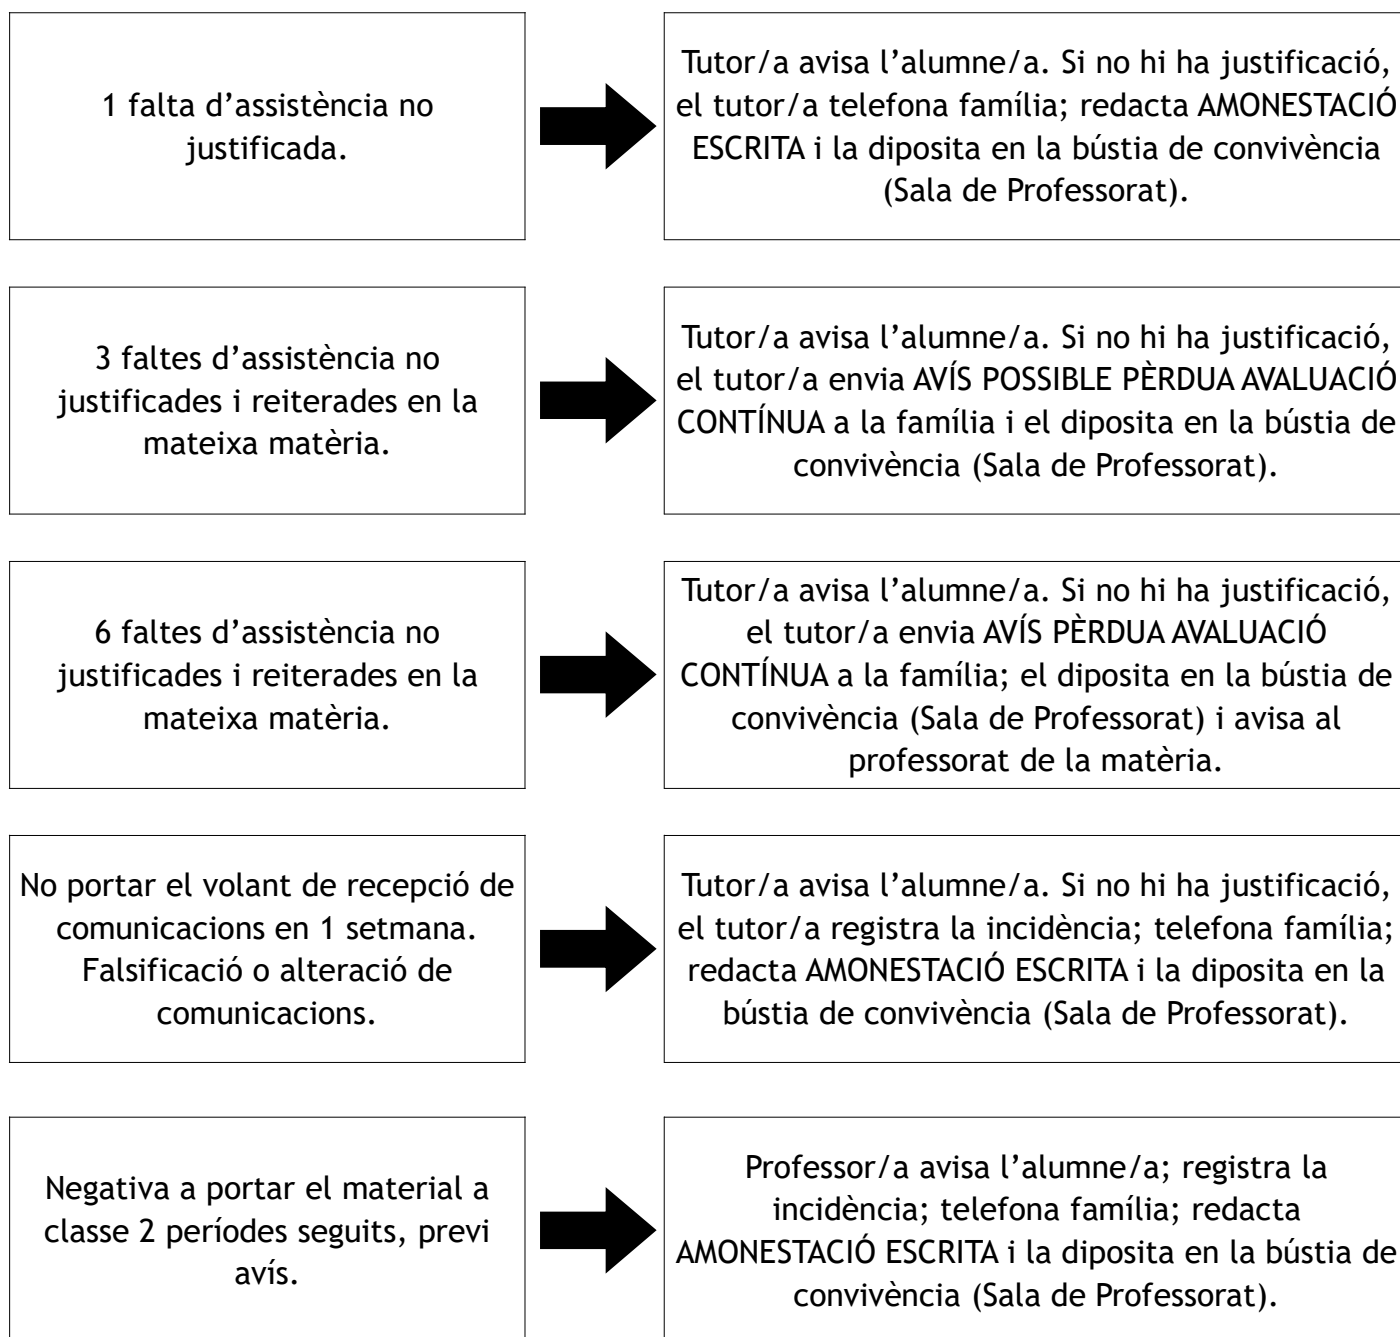 1 falta d’assistència no
justificada.
Tutor/a avisa l’alumne/a. Si no hi ha justificació,
el tutor/a telefona família; redacta AMONESTACIÓ
ESCRITA i la diposita en la bústia de convivència
(Sala de Professorat).
3 faltes d’assistència no
justificades i reiterades en la
mateixa matèria.
Tutor/a avisa l’alumne/a. Si no hi ha justificació,
el tutor/a envia AVÍS POSSIBLE PÈRDUA AVALUACIÓ
CONTÍNUA a la família i el diposita en la bústia de
convivència (Sala de Professorat).
6 faltes d’assistència no
justificades i reiterades en la
mateixa matèria.
Tutor/a avisa l’alumne/a. Si no hi ha justificació,
el tutor/a envia AVÍS PÈRDUA AVALUACIÓ
CONTÍNUA a la família; el diposita en la bústia de
convivència (Sala de Professorat) i avisa al
professorat de la matèria.
No portar el volant de recepció de
comunicacions en 1 setmana.
Falsificació o alteració de
comunicacions.
Tutor/a avisa l’alumne/a. Si no hi ha justificació,
el tutor/a registra la incidència; telefona família;
redacta AMONESTACIÓ ESCRITA i la diposita en la
bústia de convivència (Sala de Professorat).
Negativa a portar el material a
classe 2 períodes seguits, previ
avís.
Professor/a avisa l’alumne/a; registra la
incidència; telefona família; redacta
AMONESTACIÓ ESCRITA i la diposita en la bústia de
convivència (Sala de Professorat).